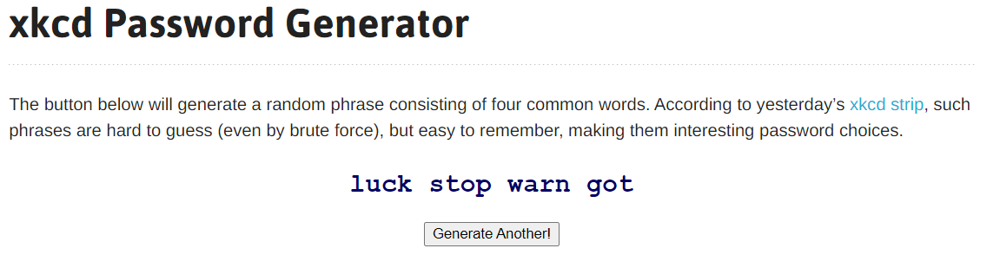 xkcd Password Generator
The button below will generate a random phrase consisting of four common words. According to yesterday’s xkcd strip, such
phrases are hard to guess (even by brute force), but easy to remember, making them interesting password choices.
luck stop warn got
Generate Another!